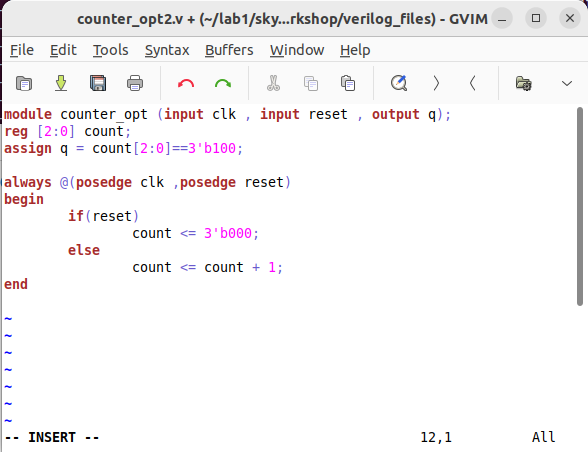 counter_opt2.v + (~/lab1/sky...rkshop/verilog_files) - GVIM
File Edit Tools Syntax Buffers Window Help
module counter_opt (input clk , input reset , output q);
reg [2:0] count;
assign q = count[2:0]==3'b100;
always @(posedge clk ,posedge reset)
begin
        if(reset)
                count <= 3'b000;
        else
                count <= count + 1;
end
~
~
~
~
~
~
~
-- INSERT -- 12,1 All